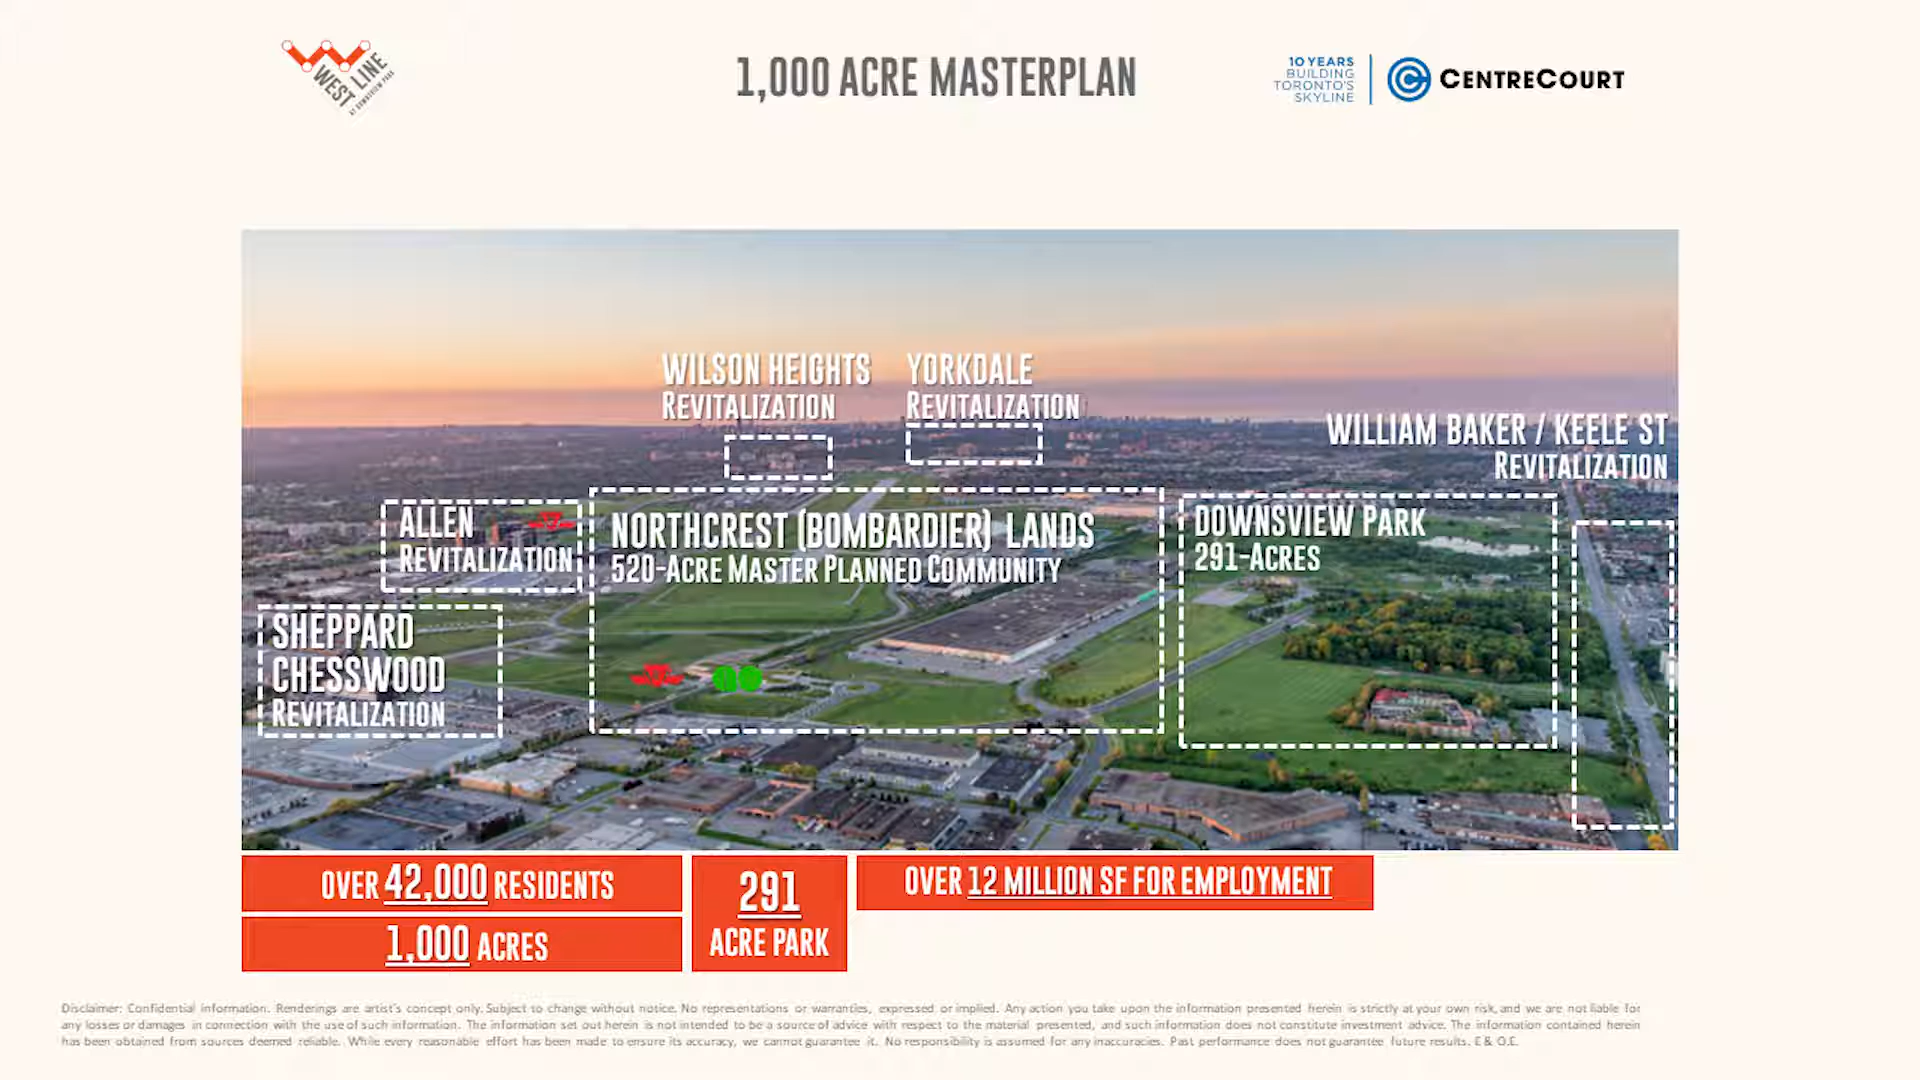 WEST LINE
AT DOWNSVIEW PARK
1,000 ACRE MASTERPLAN
10 YEARS
BUILDING
TORONTO'S
SKYLINE
CENTRECOURT
WILSON HEIGHTS
REVITALIZATION
YORKDALE
REVITALIZATION
WILLIAM BAKER / KEELE ST
REVITALIZATION
ALLEN
REVITALIZATION
NORTHCREST (BOMBARDIER) LANDS
520-ACRE MASTER PLANNED COMMUNITY
DOWNSVIEW PARK
291-ACRES
SHEPPARD
CHESSWOOD
REVITALIZATION
OVER 42,000 RESIDENTS
1,000 ACRES
291
ACRE PARK
OVER 12 MILLION SF FOR EMPLOYMENT
Disclaimer: Confidential information. Renderings are artist's concept only. Subject to change without notice. No representations or warranties, expressed or implied. Any action you take upon the information presented herein is strictly at your own risk, and we are not liable for
any losses or damages in connection with the use of such information. The information set out herein is not intended to be a source of advice with respect to the material presented, and such information does not constitute investment advice. The information contained herein
has been obtained from sources deemed reliable. While every reasonable effort has been made to ensure its accuracy, we cannot guarantee it. No responsibility is assumed for any inaccuracies. Past performance does not guarantee future results. E & O.E.